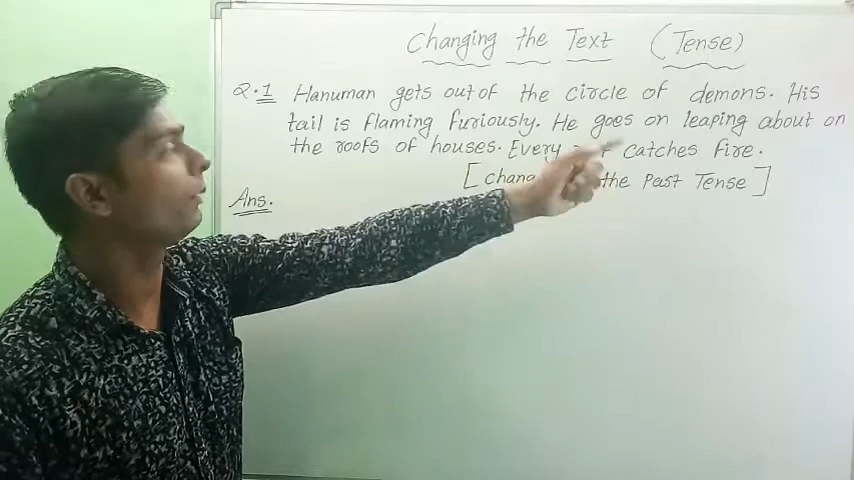 Changing the Text (Tense)
Q.1 Hanuman gets out of the circle of demons. His
tail is flaming furiously. He goes on leaping about on
the roofs of houses. Every catches fire.
[ the Past Tense ]
Ans.